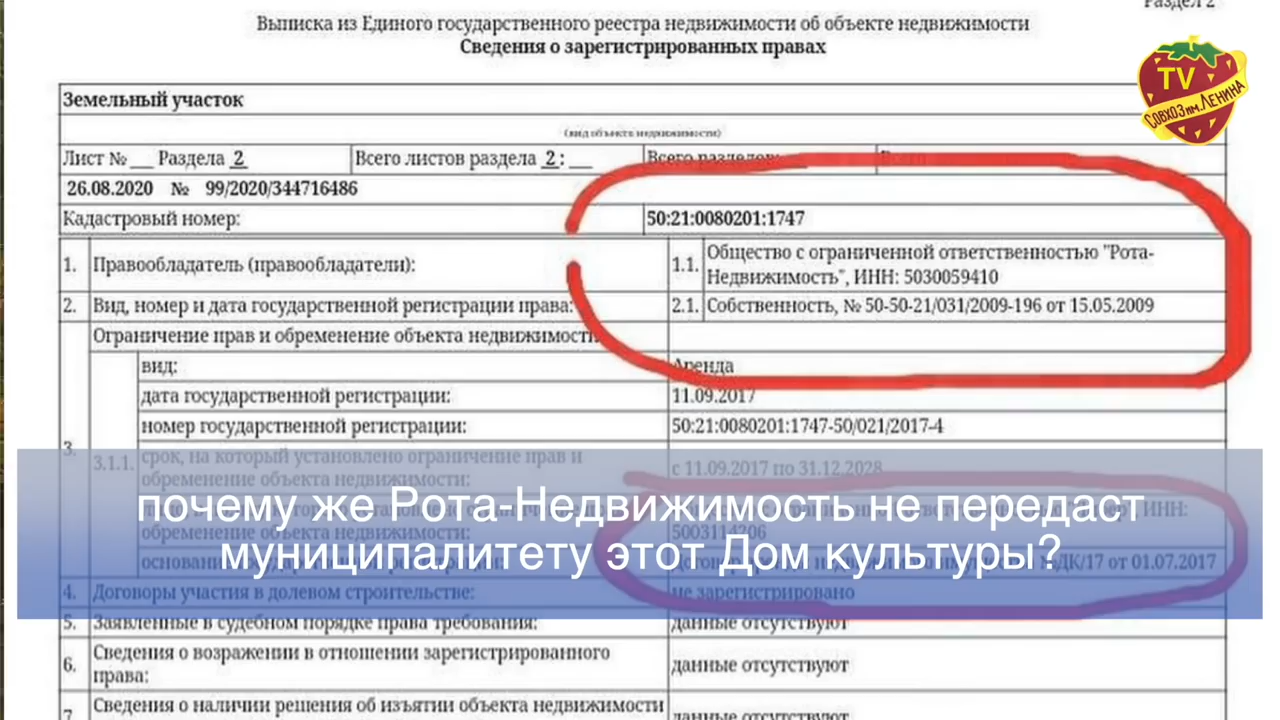 Раздел 2
Выписка из Единого государственного реестра недвижимости об объекте недвижимости
Сведения о зарегистрированных правах
TV
СОВХОЗ им. ЛЕНИНА
Земельный участок
(вид объекта недвижимости)
Лист № ___ Раздела 2 Всего листов раздела 2 : ___ Всего разделов: ___
26.08.2020 № 99/2020/344716486
Кадастровый номер: 50:21:0080201:1747
1. Правообладатель (правообладатели): 1.1. Общество с ограниченной ответственностью "Рота-
Недвижимость", ИНН: 5030059410
2. Вид, номер и дата государственной регистрации права: 2.1. Собственность, № 50-50-21/031/2009-196 от 15.05.2009
Ограничение прав и обременение объекта недвижимости
вид: Аренда
дата государственной регистрации: 11.09.2017
номер государственной регистрации: 50:21:0080201:1747-50/021/2017-4
3.
3.1.1. срок, на который установлено ограничение прав и
обременение объекта недвижимости: с 11.09.2017 по 31.12.2028
почему же Рота-Недвижимость не передаст
муниципалитету этот Дом культуры?
ИНН:
обременение объекта недвижимости:
ДК/17 от 01.07.2017
4. Договоры участия в долевом строительстве: не зарегистрировано
5. Заявленные в судебном порядке права требования: данные отсутствуют
6. Сведения о возражении в отношении зарегистрированного
права: данные отсутствуют
7. Сведения о наличии решения об изъятии объекта недвижимости
данные отсутствуют